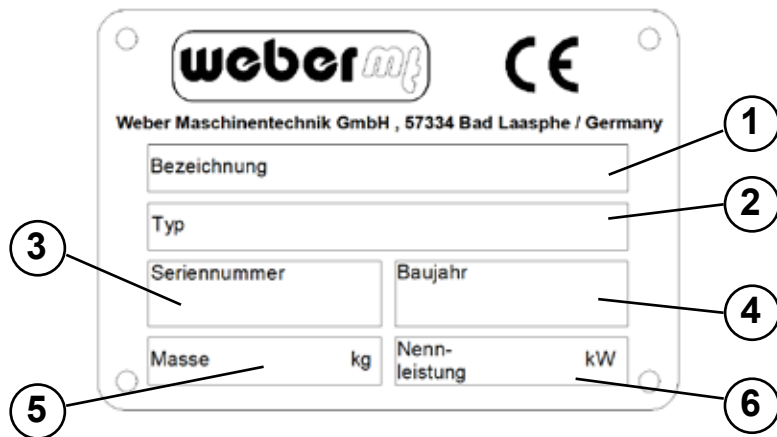 weber mt CE
Weber Maschinentechnik GmbH , 57334 Bad Laasphe / Germany
1
Bezeichnung
2
Typ
3
Seriennummer Baujahr
4
Masse kg Nenn-
leistung kW
5
6